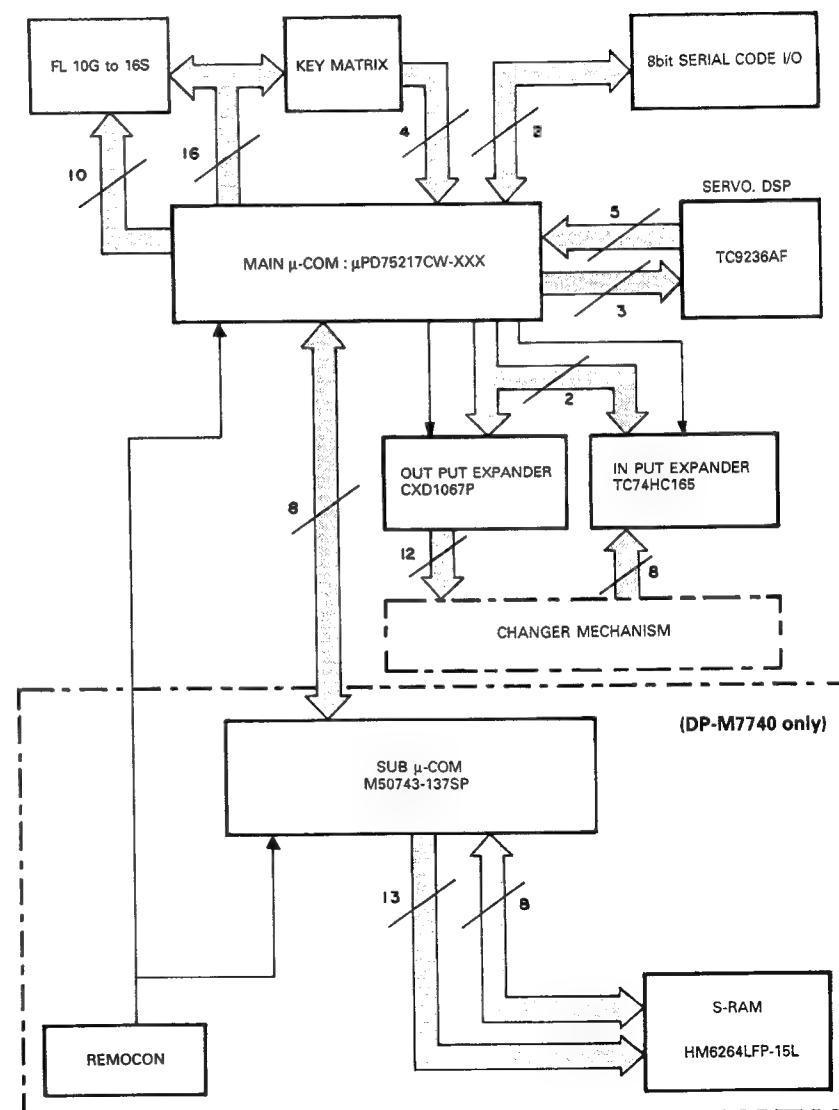 FL 10G to 16S
KEY MATRIX
8bit SERIAL CODE I/O
4
16
10
SERVO. DSP
5
MAIN μ-COM : μPD75217CW-XXX
TC9236AF
3
2
OUT PUT EXPANDER
CXD1067P
IN PUT EXPANDER
TC74HC165
8
12
8
CHANGER MECHANISM
(DP-M7740 only)
SUB μ-COM
M50743-137SP
13
8
S-RAM
HM6264LFP-15L
REMOCON